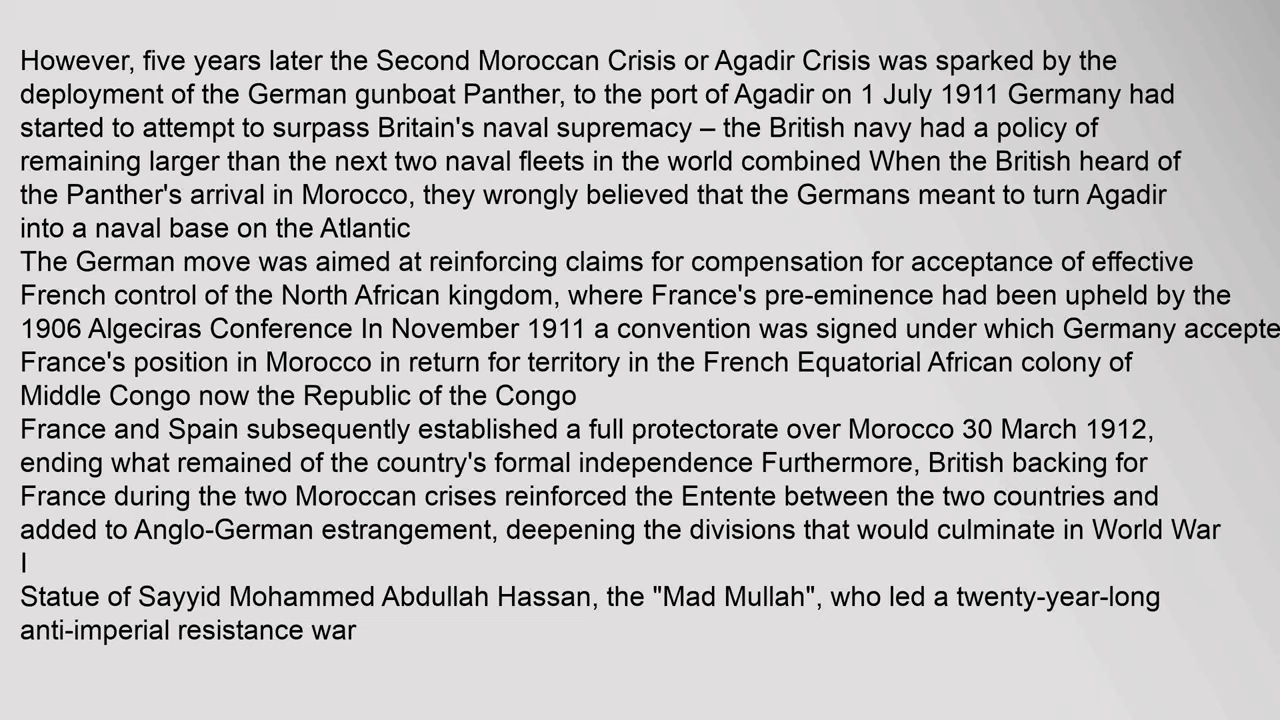 However, five years later the Second Moroccan Crisis or Agadir Crisis was sparked by the
deployment of the German gunboat Panther, to the port of Agadir on 1 July 1911 Germany had
started to attempt to surpass Britain's naval supremacy – the British navy had a policy of
remaining larger than the next two naval fleets in the world combined When the British heard of
the Panther's arrival in Morocco, they wrongly believed that the Germans meant to turn Agadir
into a naval base on the Atlantic
The German move was aimed at reinforcing claims for compensation for acceptance of effective
French control of the North African kingdom, where France's pre-eminence had been upheld by the
1906 Algeciras Conference In November 1911 a convention was signed under which Germany accepte
France's position in Morocco in return for territory in the French Equatorial African colony of
Middle Congo now the Republic of the Congo
France and Spain subsequently established a full protectorate over Morocco 30 March 1912,
ending what remained of the country's formal independence Furthermore, British backing for
France during the two Moroccan crises reinforced the Entente between the two countries and
added to Anglo-German estrangement, deepening the divisions that would culminate in World War
I
Statue of Sayyid Mohammed Abdullah Hassan, the "Mad Mullah", who led a twenty-year-long
anti-imperial resistance war